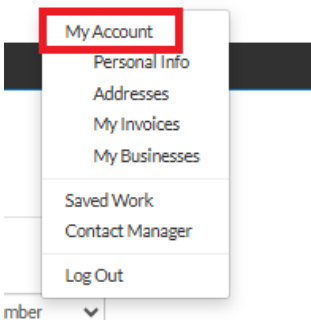 My Account
Personal Info
Addresses
My Invoices
My Businesses
Saved Work
Contact Manager
Log Out
mber